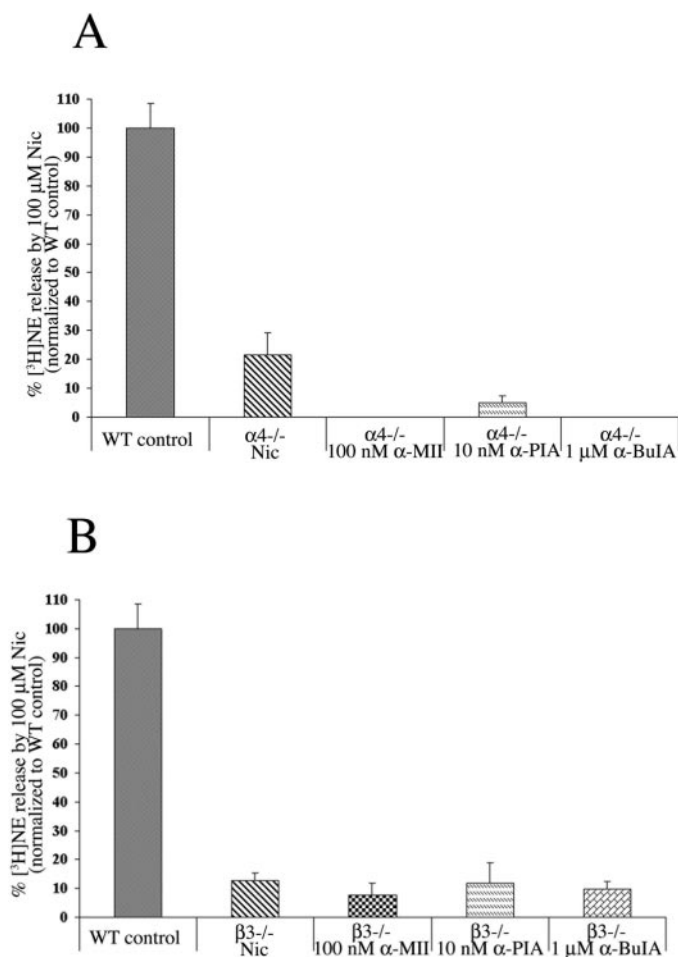 A
% [³H]NE release by 100 µM Nic
(normalized to WT control)
110
100
90
80
70
60
50
40
30
20
10
0
WT control
α4-/-
Nic
α4-/-
100 nM α-MII
α4-/-
10 nM α-PIA
α4-/-
1 µM α-BuIA
B
% [³H]NE release by 100 µM Nic
(normalized to WT control)
110
100
90
80
70
60
50
40
30
20
10
0
WT control
β3-/-
Nic
β3-/-
100 nM α-MII
β3-/-
10 nM α-PIA
β3-/-
1 µM α-BuIA